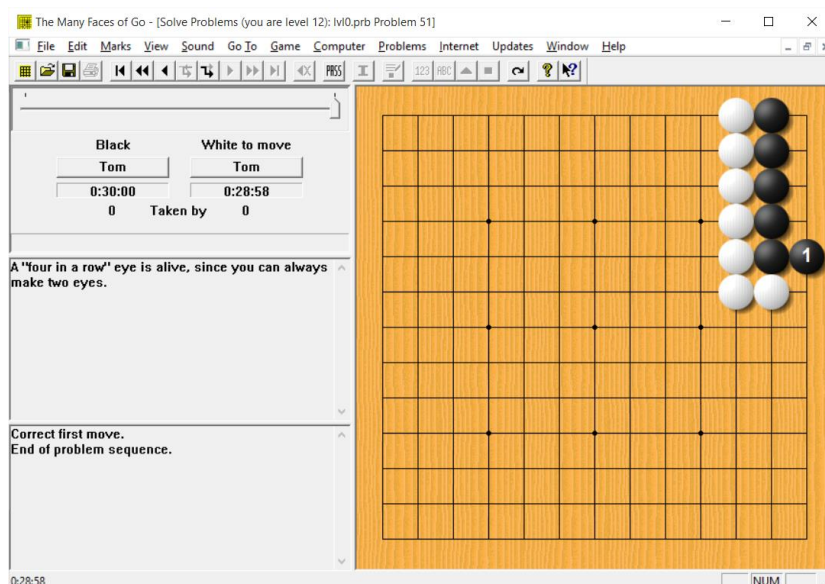 The Many Faces of Go - [Solve Problems (you are level 12): lvl0.prb Problem 51]
File Edit Marks View Sound Go To Game Computer Problems Internet Updates Window Help
PASS 123 ABC
Black White to move
Tom Tom
0:30:00 0:28:58
0 Taken by 0
A "four in a row" eye is alive, since you can always
make two eyes.
1
Correct first move.
End of problem sequence.
0:28:58 NUM